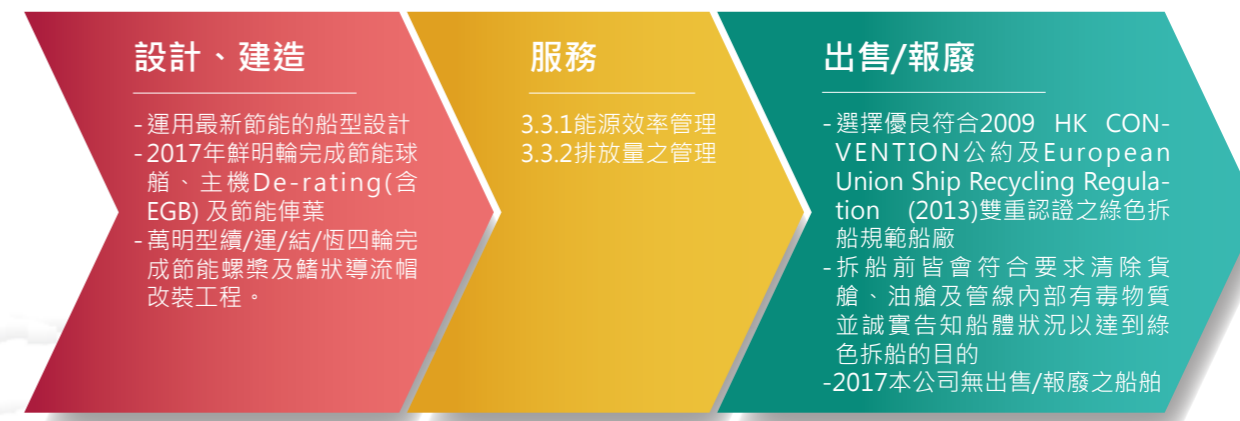 設計、建造
-運用最新節能的船型設計
-2017年鮮明輪完成節能球
艏、主機De-rating(含
EGB) 及節能俥葉
-萬明型續/運/結/恆四輪完
成節能螺槳及鰭狀導流帽
改裝工程。
服務
3.3.1能源效率管理
3.3.2排放量之管理
出售/報廢
-選擇優良符合2009 HK CON-
VENTION公約及European
Union Ship Recycling Regula-
tion (2013)雙重認證之綠色拆
船規範船廠
-拆船前皆會符合要求清除貨
艙、油艙及管線內部有毒物質
並誠實告知船體狀況以達到綠
色拆船的目的
-2017本公司無出售/報廢之船舶